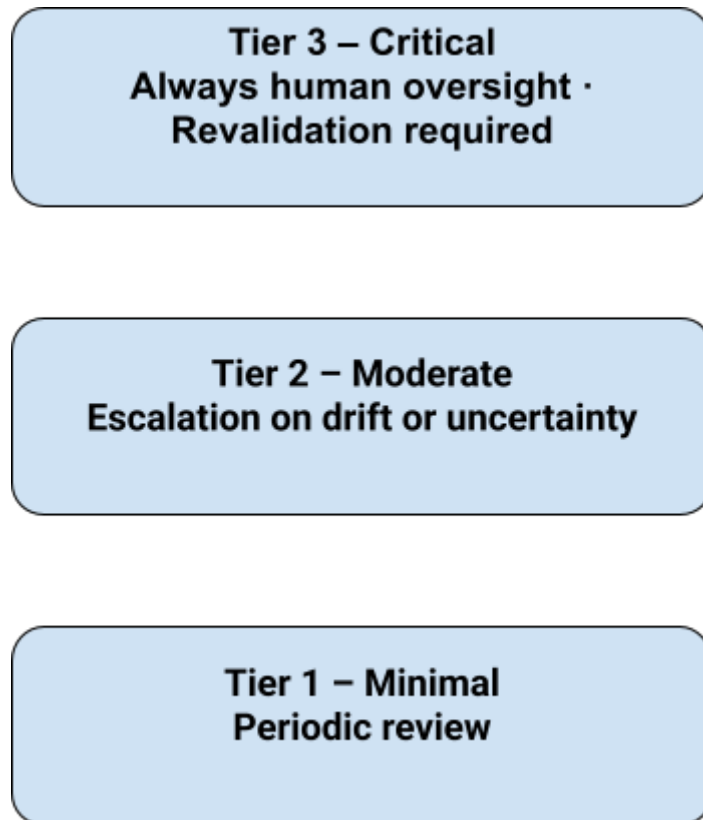 Tier 3 – Critical
Always human oversight ·
Revalidation required
Tier 2 – Moderate
Escalation on drift or uncertainty
Tier 1 – Minimal
Periodic review